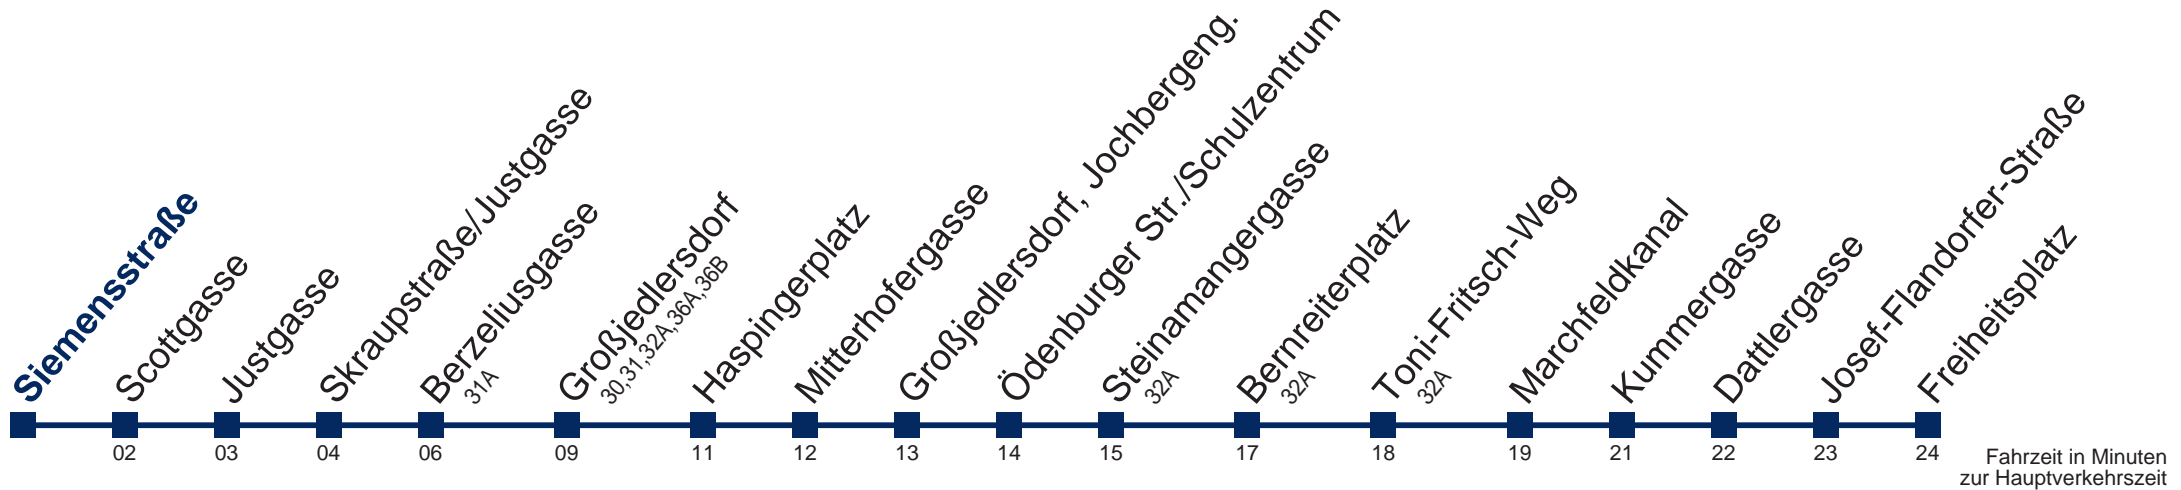 Siemensstraße
Scottgasse
Justgasse
Skraupstraße/Justgasse
Berzeliusgasse
31A
Großjedlersdorf
30,31,32A,36A,36B
Haspingerplatz
Mitterhofergasse
Großjedlersdorf, Jochbergeng.
Ödenburger Str./Schulzentrum
Steinamangergasse
32A
Bernreiterplatz
32A
Toni-Fritsch-Weg
32A
Marchfeldkanal
Kummergasse
Dattlergasse
Josef-Flandorfer-Straße
Freiheitsplatz
02 03 04 06 09 11 12 13 14 15 17 18 19 21 22 23 24
Fahrzeit in Minuten
zur Hauptverkehrszeit